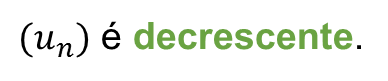 (uₙ) é decrescente.